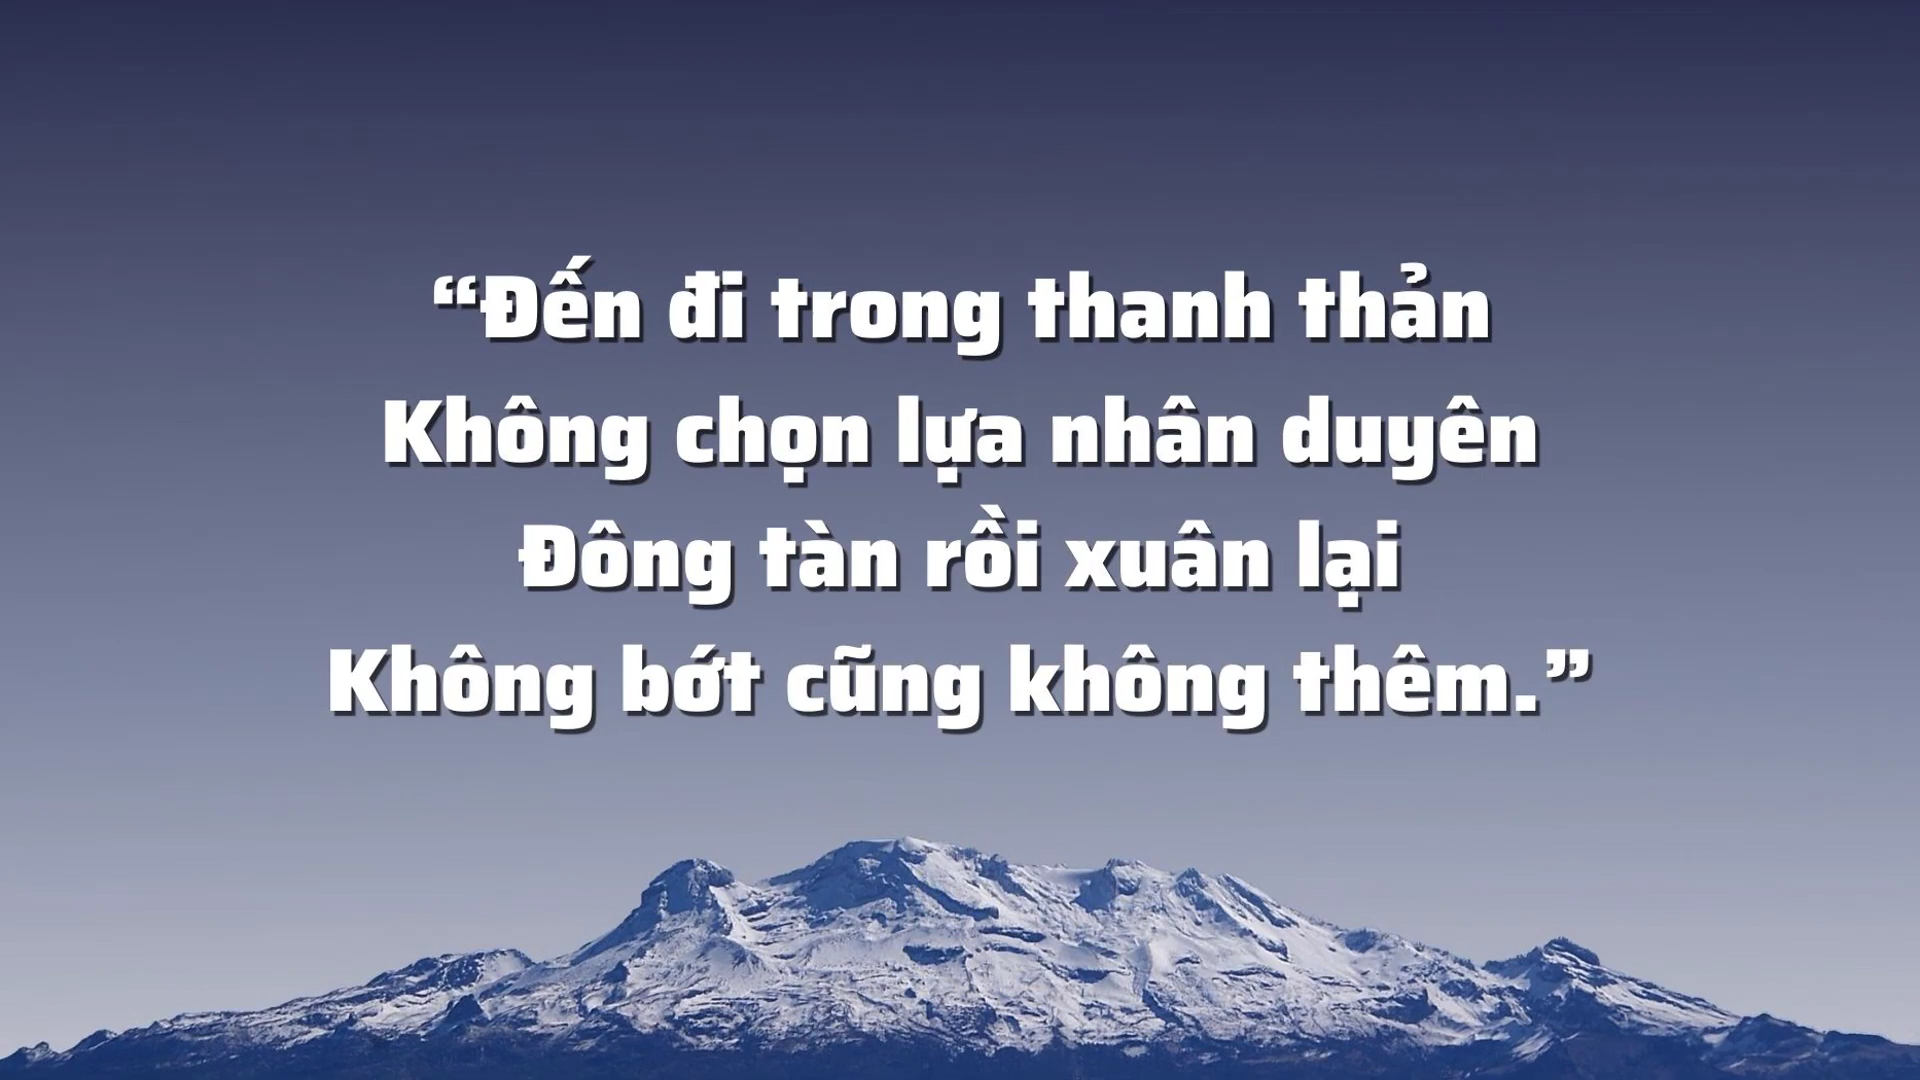 “Đến đi trong thanh thản
Không chọn lựa nhân duyên
Đông tàn rồi xuân lại
Không bớt cũng không thêm.”